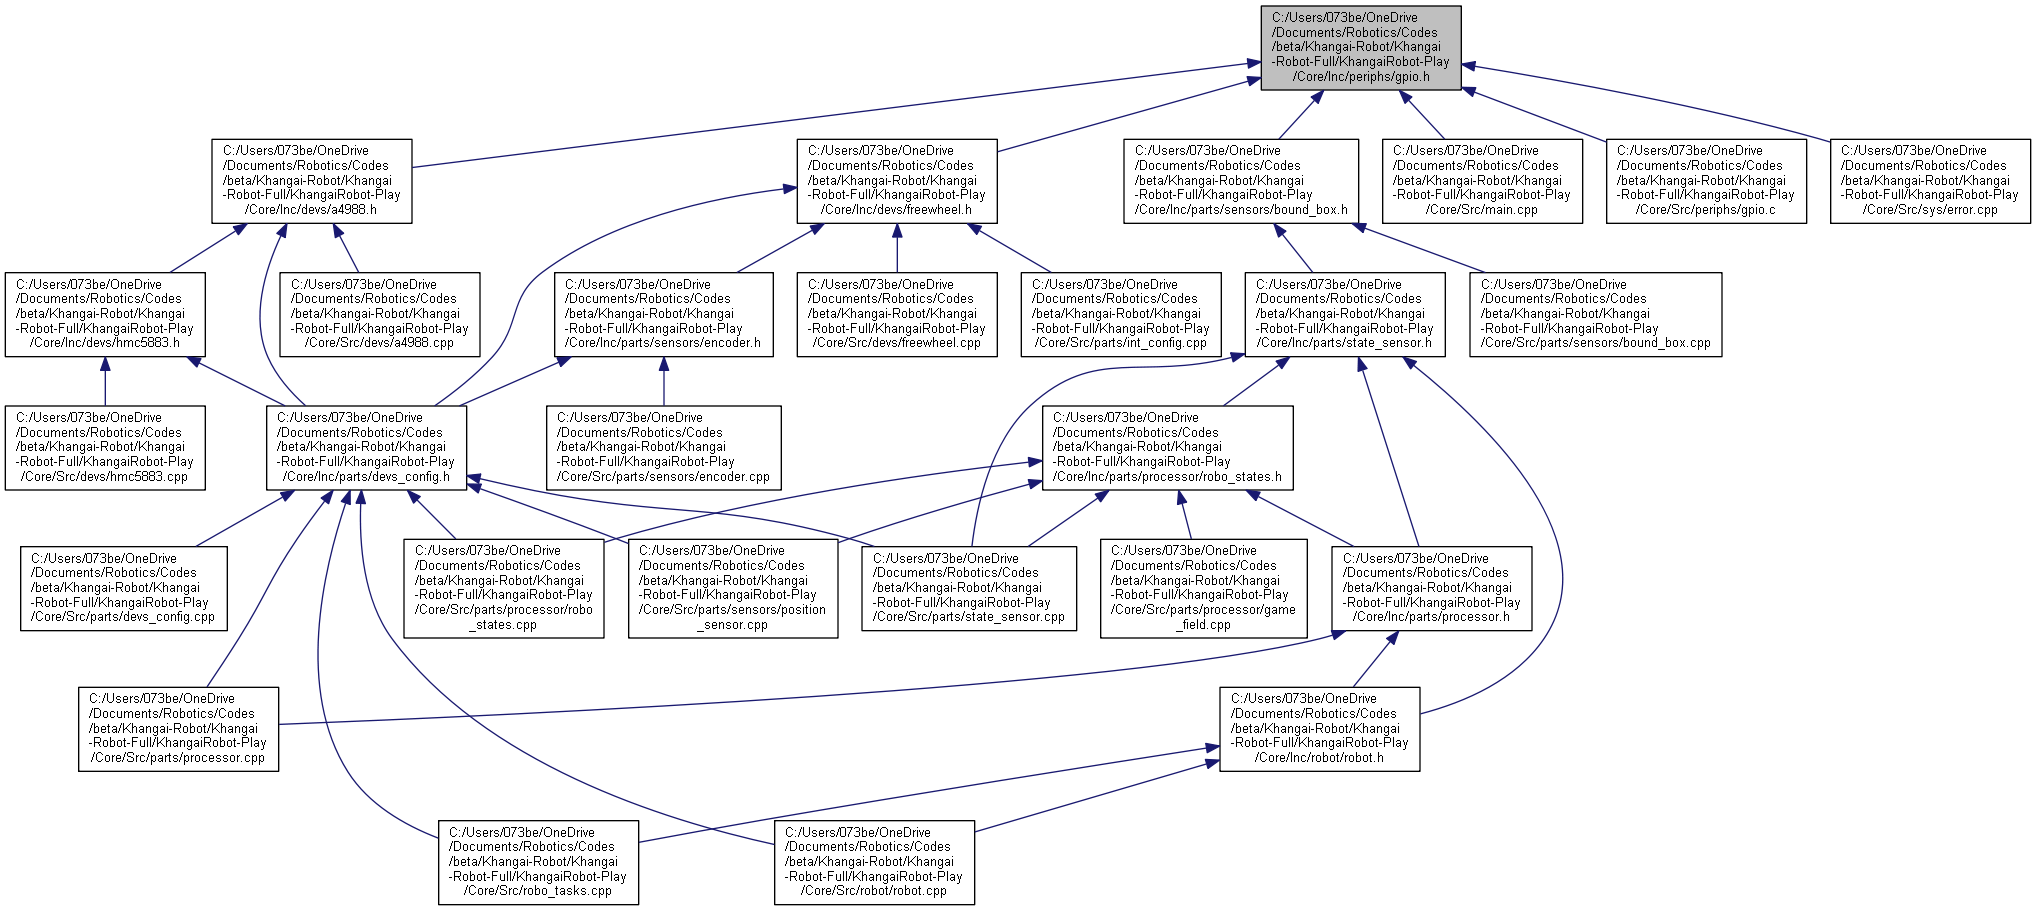 C:/Users/073be/OneDrive
/Documents/Robotics/Codes
/beta/Khangai-Robot/Khangai
-Robot-Full/KhangaiRobot-Play
/Core/Inc/periphs/gpio.h
C:/Users/073be/OneDrive
/Documents/Robotics/Codes
/beta/Khangai-Robot/Khangai
-Robot-Full/KhangaiRobot-Play
/Core/Inc/devs/a4988.h
C:/Users/073be/OneDrive
/Documents/Robotics/Codes
/beta/Khangai-Robot/Khangai
-Robot-Full/KhangaiRobot-Play
/Core/Inc/devs/freewheel.h
C:/Users/073be/OneDrive
/Documents/Robotics/Codes
/beta/Khangai-Robot/Khangai
-Robot-Full/KhangaiRobot-Play
/Core/Inc/parts/sensors/bound_box.h
C:/Users/073be/OneDrive
/Documents/Robotics/Codes
/beta/Khangai-Robot/Khangai
-Robot-Full/KhangaiRobot-Play
/Core/Src/main.cpp
C:/Users/073be/OneDrive
/Documents/Robotics/Codes
/beta/Khangai-Robot/Khangai
-Robot-Full/KhangaiRobot-Play
/Core/Src/periphs/gpio.c
C:/Users/073be/OneDrive
/Documents/Robotics/Codes
/beta/Khangai-Robot/Khangai
-Robot-Full/KhangaiRobot-Play
/Core/Src/sys/error.cpp
C:/Users/073be/OneDrive
/Documents/Robotics/Codes
/beta/Khangai-Robot/Khangai
-Robot-Full/KhangaiRobot-Play
/Core/Inc/devs/hmc5883.h
C:/Users/073be/OneDrive
/Documents/Robotics/Codes
/beta/Khangai-Robot/Khangai
-Robot-Full/KhangaiRobot-Play
/Core/Src/devs/a4988.cpp
C:/Users/073be/OneDrive
/Documents/Robotics/Codes
/beta/Khangai-Robot/Khangai
-Robot-Full/KhangaiRobot-Play
/Core/Inc/parts/sensors/encoder.h
C:/Users/073be/OneDrive
/Documents/Robotics/Codes
/beta/Khangai-Robot/Khangai
-Robot-Full/KhangaiRobot-Play
/Core/Src/devs/freewheel.cpp
C:/Users/073be/OneDrive
/Documents/Robotics/Codes
/beta/Khangai-Robot/Khangai
-Robot-Full/KhangaiRobot-Play
/Core/Src/parts/int_config.cpp
C:/Users/073be/OneDrive
/Documents/Robotics/Codes
/beta/Khangai-Robot/Khangai
-Robot-Full/KhangaiRobot-Play
/Core/Inc/parts/state_sensor.h
C:/Users/073be/OneDrive
/Documents/Robotics/Codes
/beta/Khangai-Robot/Khangai
-Robot-Full/KhangaiRobot-Play
/Core/Src/parts/sensors/bound_box.cpp
C:/Users/073be/OneDrive
/Documents/Robotics/Codes
/beta/Khangai-Robot/Khangai
-Robot-Full/KhangaiRobot-Play
/Core/Src/devs/hmc5883.cpp
C:/Users/073be/OneDrive
/Documents/Robotics/Codes
/beta/Khangai-Robot/Khangai
-Robot-Full/KhangaiRobot-Play
/Core/Inc/parts/devs_config.h
C:/Users/073be/OneDrive
/Documents/Robotics/Codes
/beta/Khangai-Robot/Khangai
-Robot-Full/KhangaiRobot-Play
/Core/Src/parts/sensors/encoder.cpp
C:/Users/073be/OneDrive
/Documents/Robotics/Codes
/beta/Khangai-Robot/Khangai
-Robot-Full/KhangaiRobot-Play
/Core/Inc/parts/processor/robo_states.h
C:/Users/073be/OneDrive
/Documents/Robotics/Codes
/beta/Khangai-Robot/Khangai
-Robot-Full/KhangaiRobot-Play
/Core/Src/parts/devs_config.cpp
C:/Users/073be/OneDrive
/Documents/Robotics/Codes
/beta/Khangai-Robot/Khangai
-Robot-Full/KhangaiRobot-Play
/Core/Src/parts/processor/robo
_states.cpp
C:/Users/073be/OneDrive
/Documents/Robotics/Codes
/beta/Khangai-Robot/Khangai
-Robot-Full/KhangaiRobot-Play
/Core/Src/parts/sensors/position
_sensor.cpp
C:/Users/073be/OneDrive
/Documents/Robotics/Codes
/beta/Khangai-Robot/Khangai
-Robot-Full/KhangaiRobot-Play
/Core/Src/parts/state_sensor.cpp
C:/Users/073be/OneDrive
/Documents/Robotics/Codes
/beta/Khangai-Robot/Khangai
-Robot-Full/KhangaiRobot-Play
/Core/Src/parts/processor/game
_field.cpp
C:/Users/073be/OneDrive
/Documents/Robotics/Codes
/beta/Khangai-Robot/Khangai
-Robot-Full/KhangaiRobot-Play
/Core/Inc/parts/processor.h
C:/Users/073be/OneDrive
/Documents/Robotics/Codes
/beta/Khangai-Robot/Khangai
-Robot-Full/KhangaiRobot-Play
/Core/Src/parts/processor.cpp
C:/Users/073be/OneDrive
/Documents/Robotics/Codes
/beta/Khangai-Robot/Khangai
-Robot-Full/KhangaiRobot-Play
/Core/Inc/robot/robot.h
C:/Users/073be/OneDrive
/Documents/Robotics/Codes
/beta/Khangai-Robot/Khangai
-Robot-Full/KhangaiRobot-Play
/Core/Src/robo_tasks.cpp
C:/Users/073be/OneDrive
/Documents/Robotics/Codes
/beta/Khangai-Robot/Khangai
-Robot-Full/KhangaiRobot-Play
/Core/Src/robot/robot.cpp